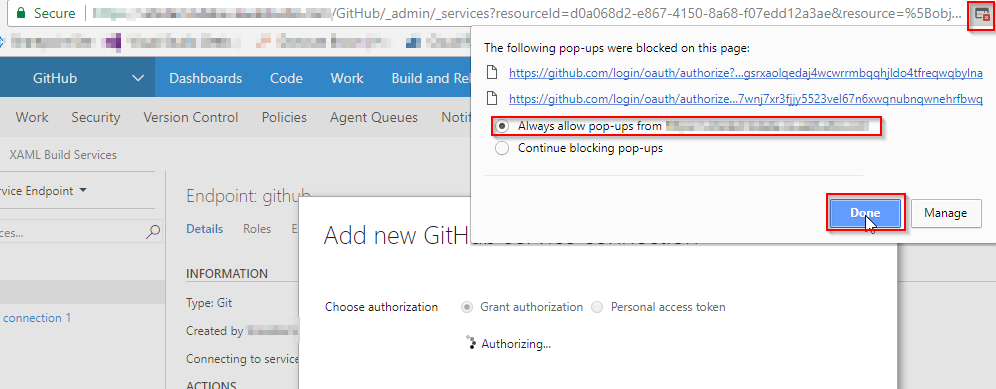 Secure
/GitHub/_admin/_services?resourceId=d0a068d2-e867-4150-8a68-f07edd12a3ae&resource=%5Bobj...
The following pop-ups were blocked on this page:
https://github.com/login/oauth/authorize?...gsrxaolqedaj4wcwrrmbqqhjldo4tfreqwqbylna
https://github.com/login/oauth/authorize...7wnj7xr3fjjy5523vel67n6xwqnubnqwnehrfbwq
Always allow pop-ups from
Continue blocking pop-ups
Done
Manage
GitHub
Dashboards
Code
Work
Build and Rel
Work
Security
Version Control
Policies
Agent Queues
Notif
XAML Build Services
rvice Endpoint
ces...
connection 1
Endpoint: github
Details
Roles
E
INFORMATION
Type: Git
Created by
Connecting to service
ACTIONS
Add new GitHub service connection
Choose authorization
Grant authorization
Personal access token
Authorizing...